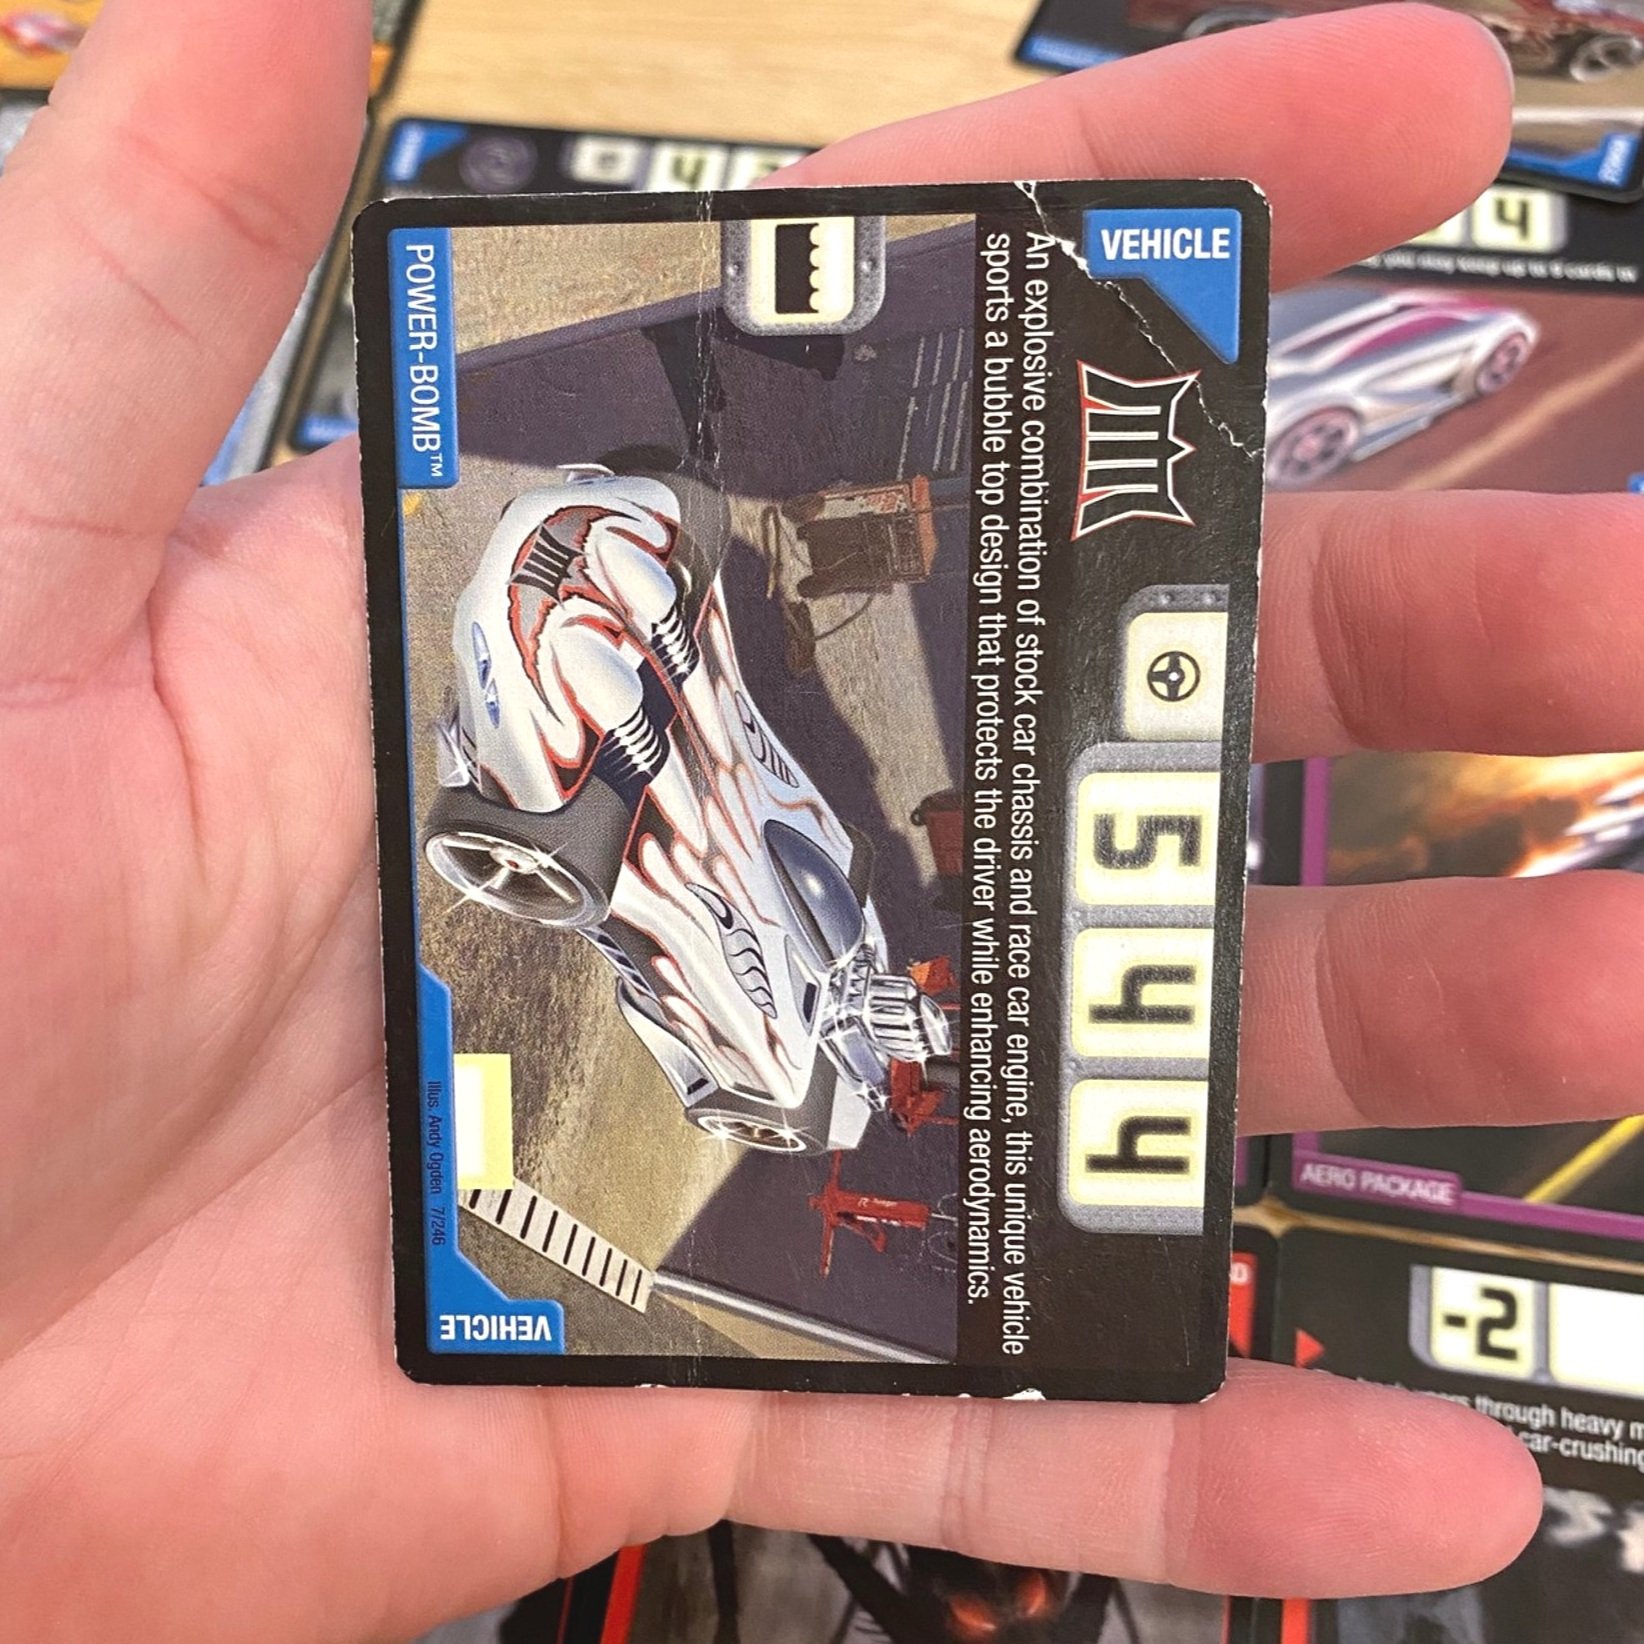 VEHICLE
5 4 4
An explosive combination of stock car chassis and race car engine, this unique vehicle
sports a bubble top design that protects the driver while enhancing aerodynamics.
POWER-BOMB™
Illus. Andy Ogden 7/246
VEHICLE
4
AERO PACKAGE
-2
through heavy
car-crushing